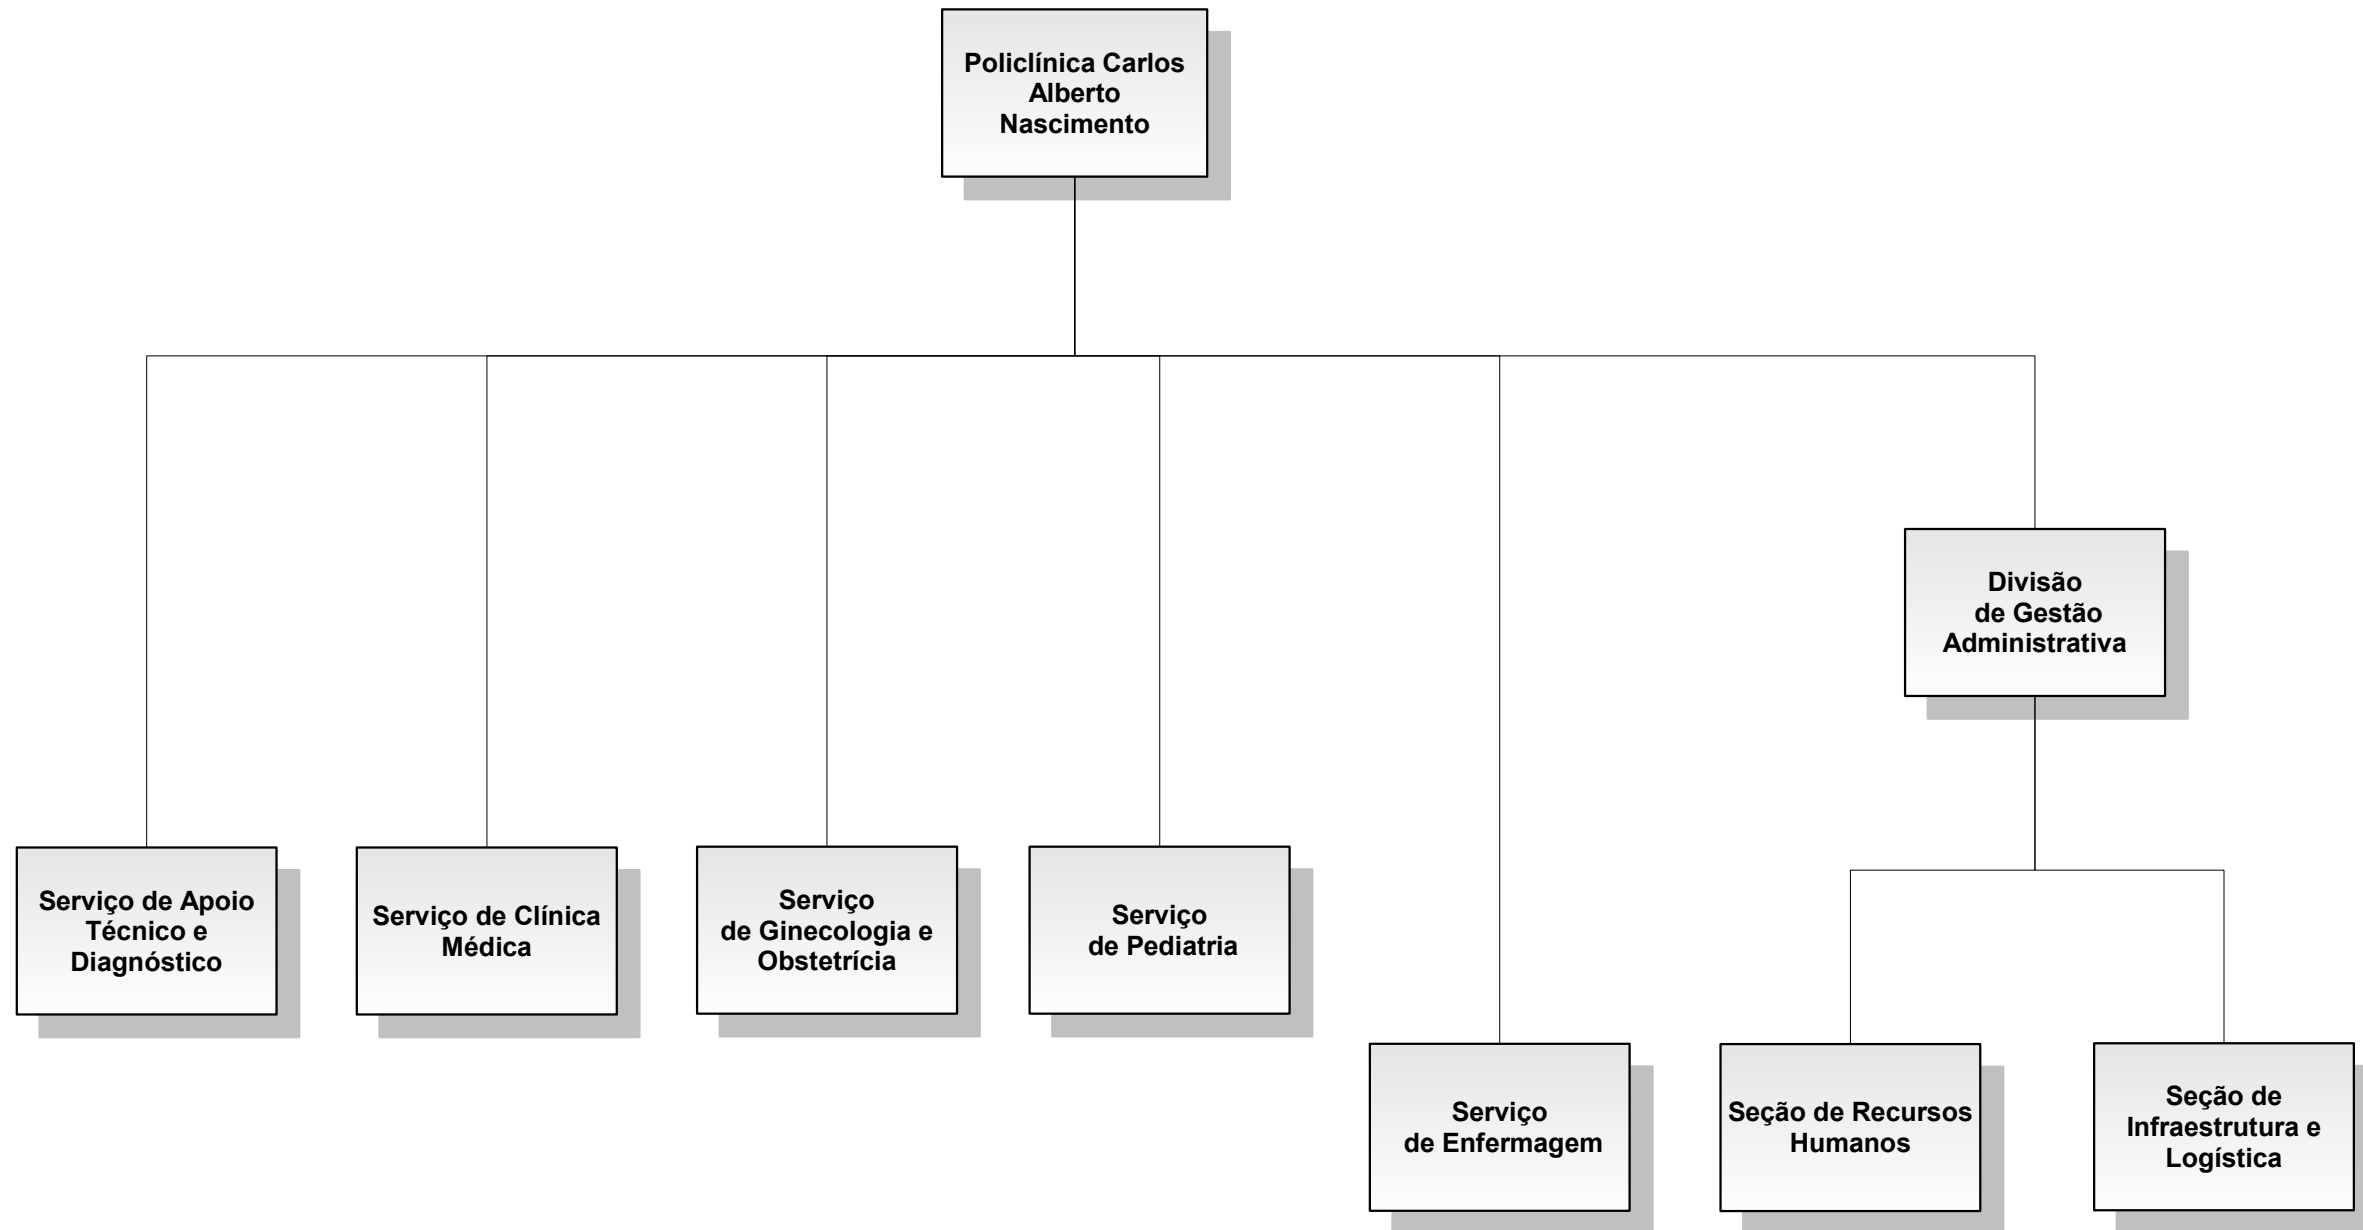 Policlínica Carlos
Alberto
Nascimento
Divisão
de Gestão
Administrativa
Serviço de Apoio
Técnico e
Diagnóstico
Serviço de Clínica
Médica
Serviço
de Ginecologia e
Obstetrícia
Serviço
de Pediatria
Serviço
de Enfermagem
Seção de Recursos
Humanos
Seção de
Infraestrutura e
Logística